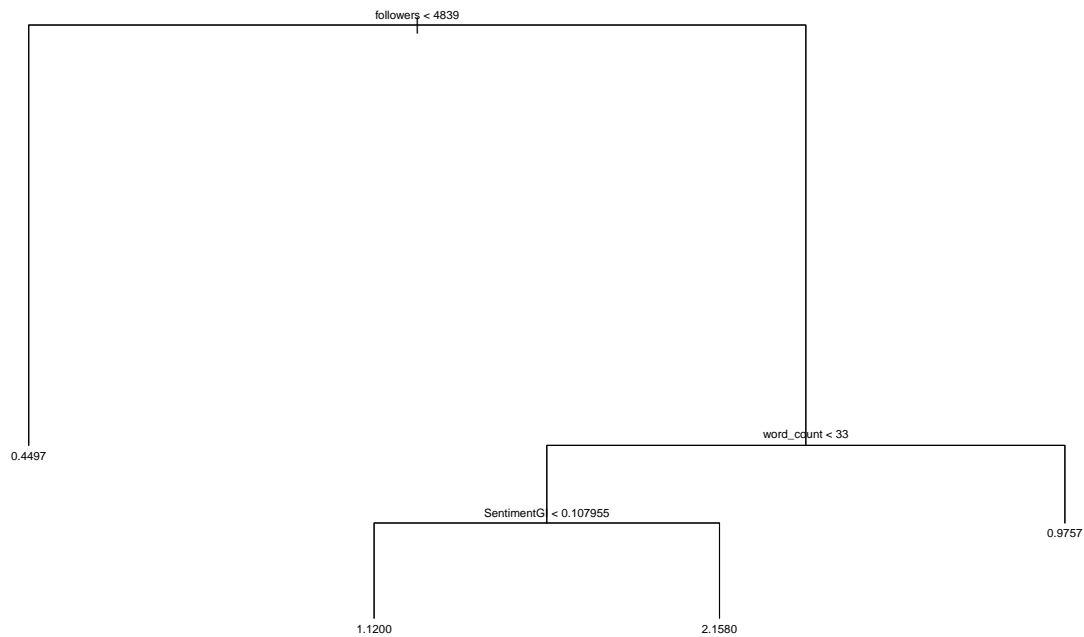 followers < 4839
word_count < 33
0.4497
SentimentGI < 0.107955
0.9757
1.1200
2.1580